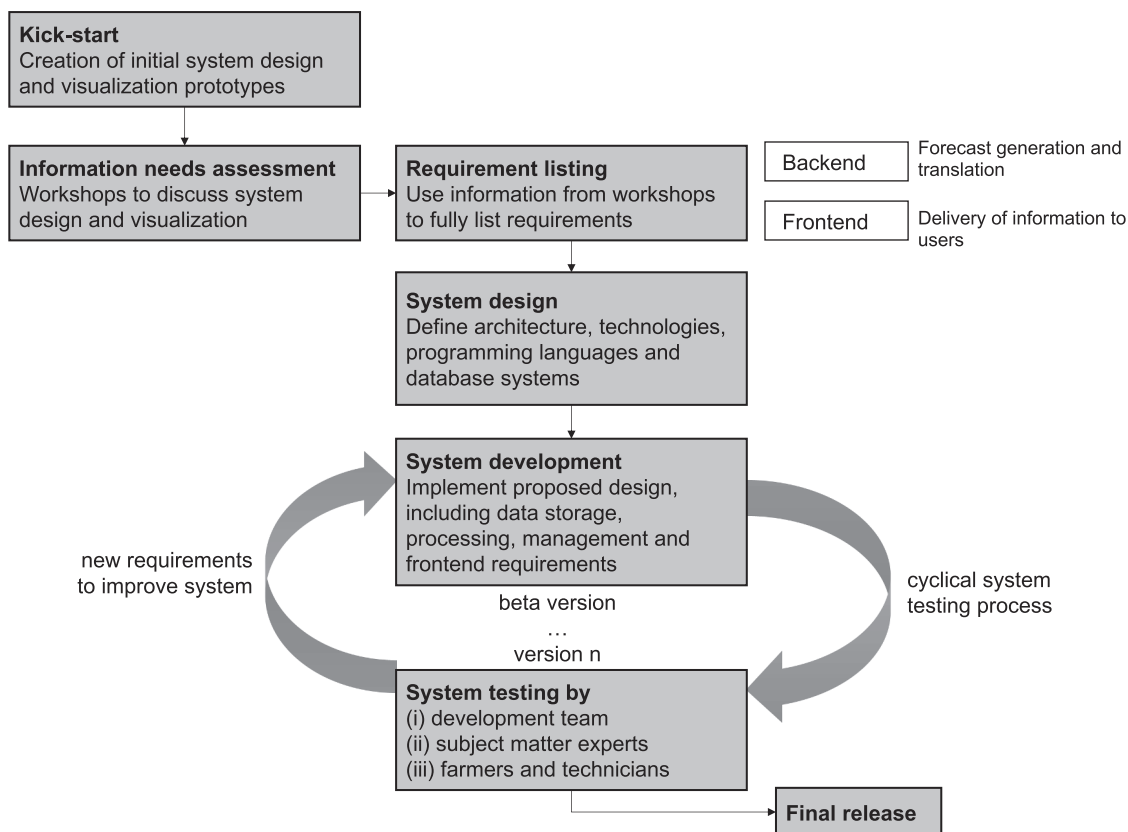 Kick-start
Creation of initial system design
and visualization prototypes
Information needs assessment
Workshops to discuss system
design and visualization
Requirement listing
Use information from workshops
to fully list requirements
Backend
Forecast generation and
translation
Frontend
Delivery of information to
users
System design
Define architecture, technologies,
programming languages and
database systems
System development
Implement proposed design,
including data storage,
processing, management and
frontend requirements
new requirements
to improve system
cyclical system
testing process
beta version
...
version n
System testing by
(i) development team
(ii) subject matter experts
(iii) farmers and technicians
Final release